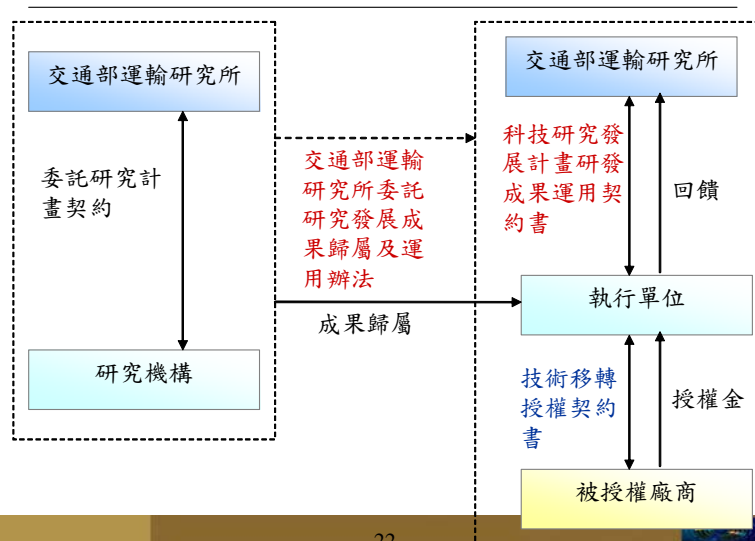 交通部運輸研究所
委託研究計
畫契約
研究機構
交通部運輸
研究所委託
研究發展成
果歸屬及運
用辦法
成果歸屬
交通部運輸研究所
科技研究發
展計畫研發
成果運用契
約書
回饋
執行單位
技術移轉
授權契約
書
授權金
被授權廠商
22